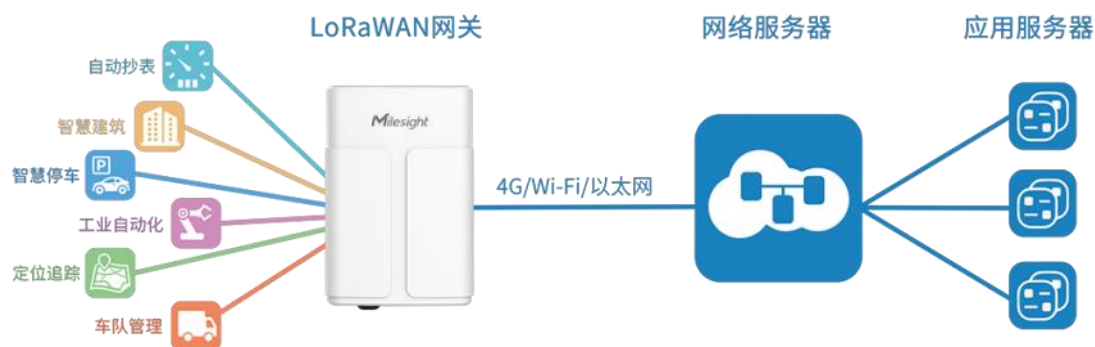 LoRaWAN网关
网络服务器
应用服务器
自动抄表
智慧建筑
智慧停车
工业自动化
定位追踪
车队管理
P
Milesight
4G/Wi-Fi/以太网